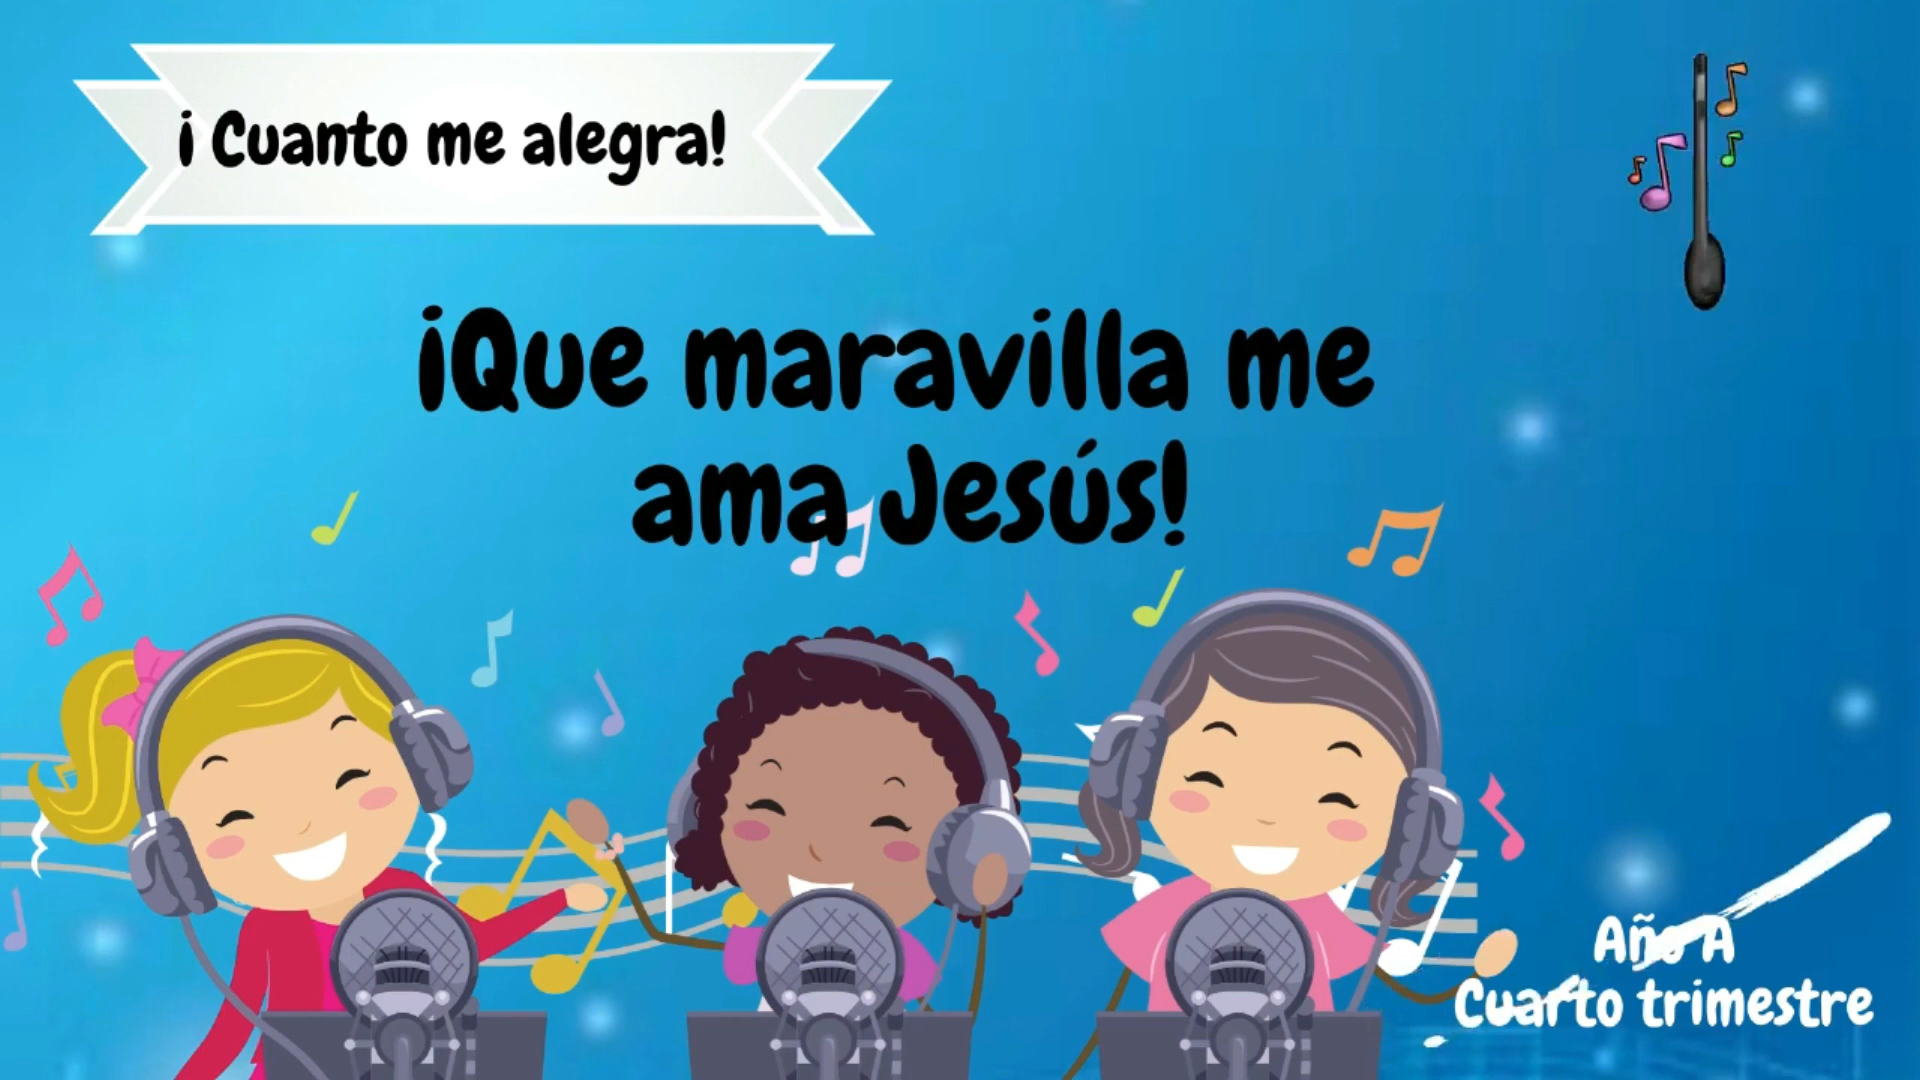 ¡ Cuanto me alegra!
¡Que maravilla me
ama Jesús!
Año A
Cuarto trimestre